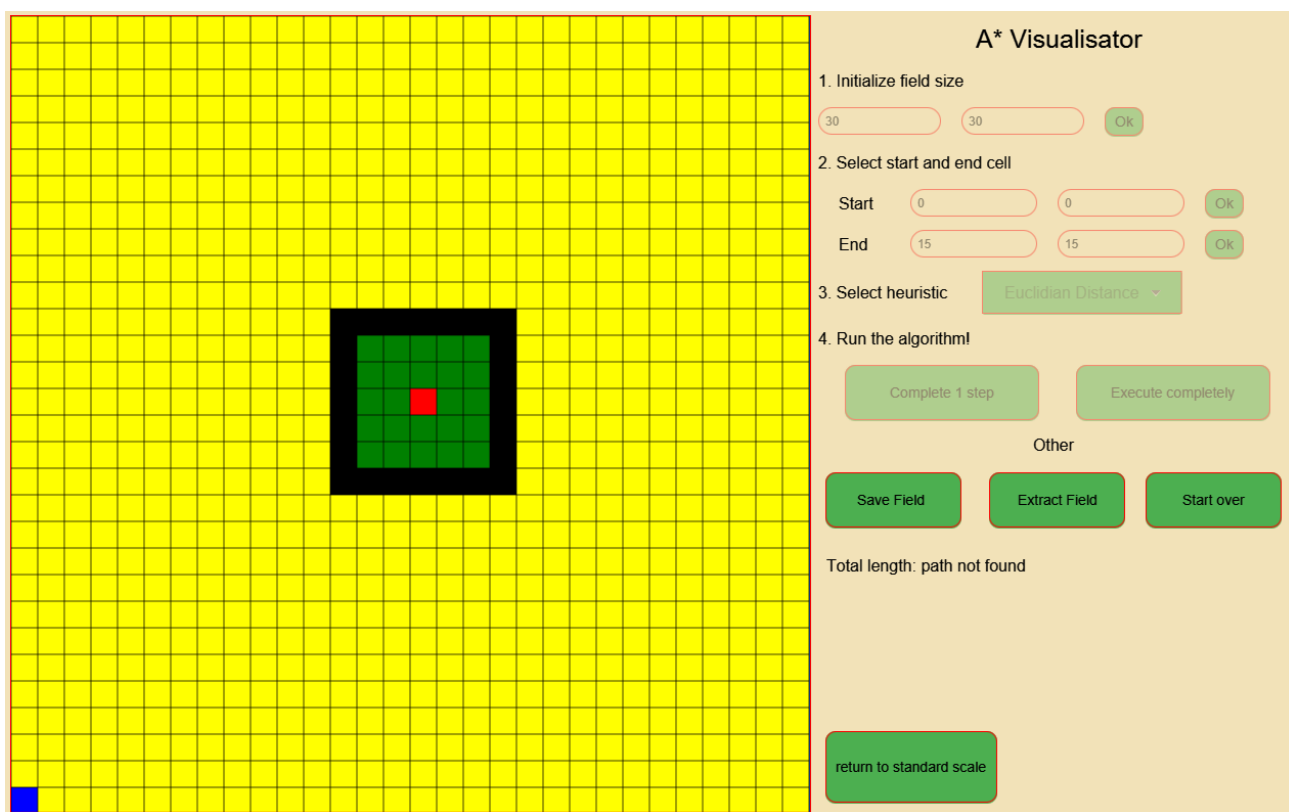 A* Visualisator
1. Initialize field size
30 30 Ok
2. Select start and end cell
Start 0 0 Ok
End 15 15 Ok
3. Select heuristic Euclidian Distance
4. Run the algorithm!
Complete 1 step Execute completely
Other
Save Field Extract Field Start over
Total length: path not found
return to standard scale